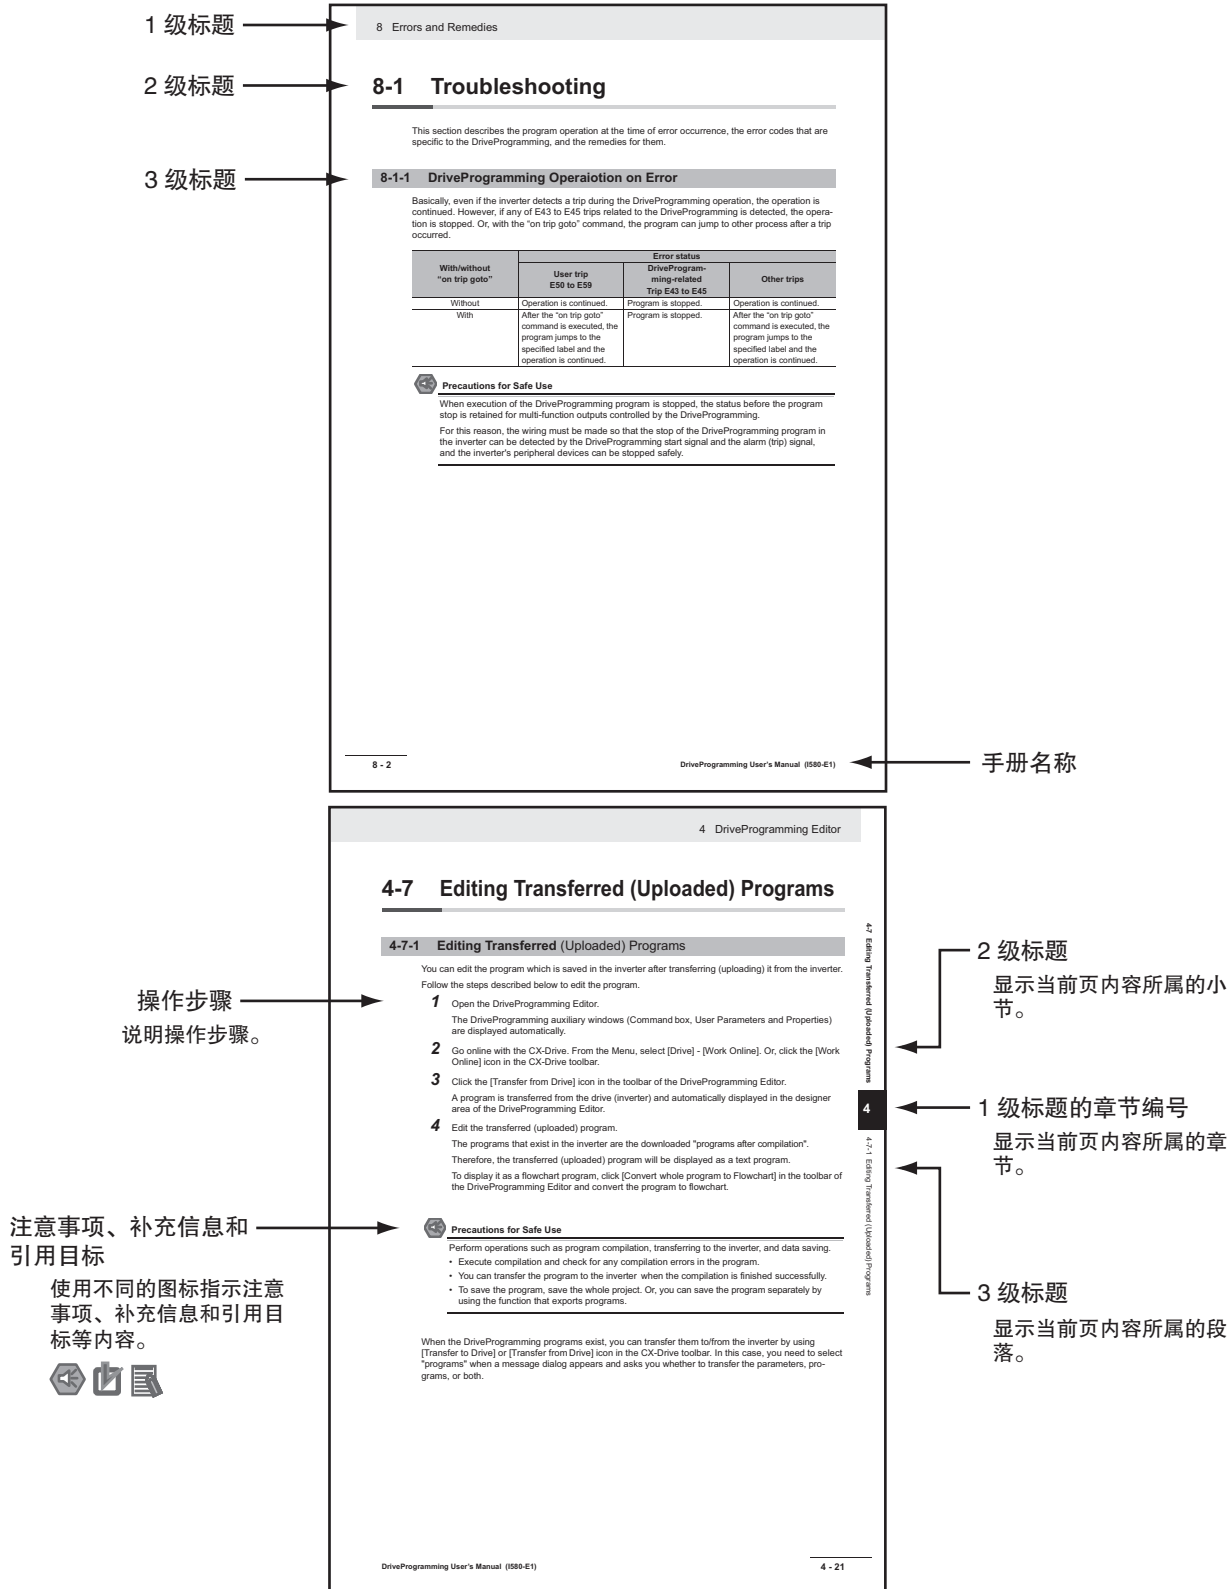 1 级标题
8 Errors and Remedies
2 级标题
8-1 Troubleshooting
This section describes the program operation at the time of error occurrence, the error codes that are
specific to the DriveProgramming, and the remedies for them.
3 级标题
8-1-1 DriveProgramming Operaiotion on Error
Basically, even if the inverter detects a trip during the DriveProgramming operation, the operation is
continued. However, if any of E43 to E45 trips related to the DriveProgramming is detected, the opera-
tion is stopped. Or, with the “on trip goto” command, the program can jump to other process after a trip
occurred.
With/without
“on trip goto”
Error status
User trip
E50 to E59
DriveProgram-
ming-related
Trip E43 to E45
Other trips
Without
Operation is continued.
Program is stopped.
Operation is continued.
With
After the “on trip goto”
command is executed, the
program jumps to the
specified label and the
operation is continued.
Program is stopped.
After the “on trip goto”
command is executed, the
program jumps to the
specified label and the
operation is continued.
Precautions for Safe Use
When execution of the DriveProgramming program is stopped, the status before the program
stop is retained for multi-function outputs controlled by the DriveProgramming.
For this reason, the wiring must be made so that the stop of the DriveProgramming program in
the inverter can be detected by the DriveProgramming start signal and the alarm (trip) signal,
and the inverter's peripheral devices can be stopped safely.
8 - 2
DriveProgramming User's Manual (I580-E1)
手册名称
4 DriveProgramming Editor
4-7 Editing Transferred (Uploaded) Programs
4-7-1 Editing Transferred (Uploaded) Programs
You can edit the program which is saved in the inverter after transferring (uploading) it from the inverter.
Follow the steps described below to edit the program.
操作步骤
说明操作步骤。
1 Open the DriveProgramming Editor.
The DriveProgramming auxiliary windows (Command box, User Parameters and Properties)
are displayed automatically.
2 Go online with the CX-Drive. From the Menu, select [Drive] - [Work Online]. Or, click the [Work
Online] icon in the CX-Drive toolbar.
3 Click the [Transfer from Drive] icon in the toolbar of the DriveProgramming Editor.
A program is transferred from the drive (inverter) and automatically displayed in the designer
area of the DriveProgramming Editor.
4 Edit the transferred (uploaded) program.
The programs that exist in the inverter are the downloaded "programs after compilation".
Therefore, the transferred (uploaded) program will be displayed as a text program.
To display it as a flowchart program, click [Convert whole program to Flowchart] in the toolbar of
the DriveProgramming Editor and convert the program to flowchart.
注意事项、补充信息和
引用目标
使用不同的图标指示注意
事项、补充信息和引用目
标等内容。
Precautions for Safe Use
Perform operations such as program compilation, transferring to the inverter, and data saving.
• Execute compilation and check for any compilation errors in the program.
• You can transfer the program to the inverter when the compilation is finished successfully.
• To save the program, save the whole project. Or, you can save the program separately by
using the function that exports programs.
When the DriveProgramming programs exist, you can transfer them to/from the inverter by using
[Transfer to Drive] or [Transfer from Drive] icon in the CX-Drive toolbar. In this case, you need to select
"programs" when a message dialog appears and asks you whether to transfer the parameters, pro-
grams, or both.
4-7 Editing Transferred (Uploaded) Programs
4
4-7-1 Editing Transferred (Uploaded) Programs
2 级标题
显示当前页内容所属的小
节。
1 级标题的章节编号
显示当前页内容所属的章
节。
3 级标题
显示当前页内容所属的段
落。
DriveProgramming User's Manual (I580-E1)
4 - 21